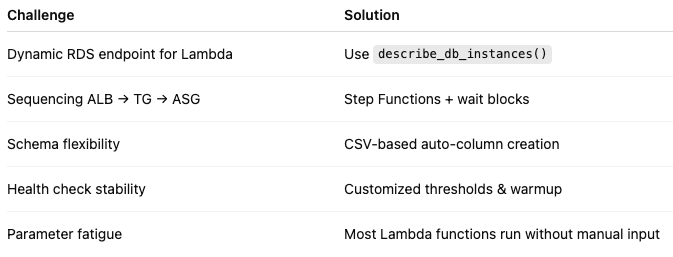 Challenge Solution
Dynamic RDS endpoint for Lambda Use describe_db_instances()
Sequencing ALB → TG → ASG Step Functions + wait blocks
Schema flexibility CSV-based auto-column creation
Health check stability Customized thresholds & warmup
Parameter fatigue Most Lambda functions run without manual input